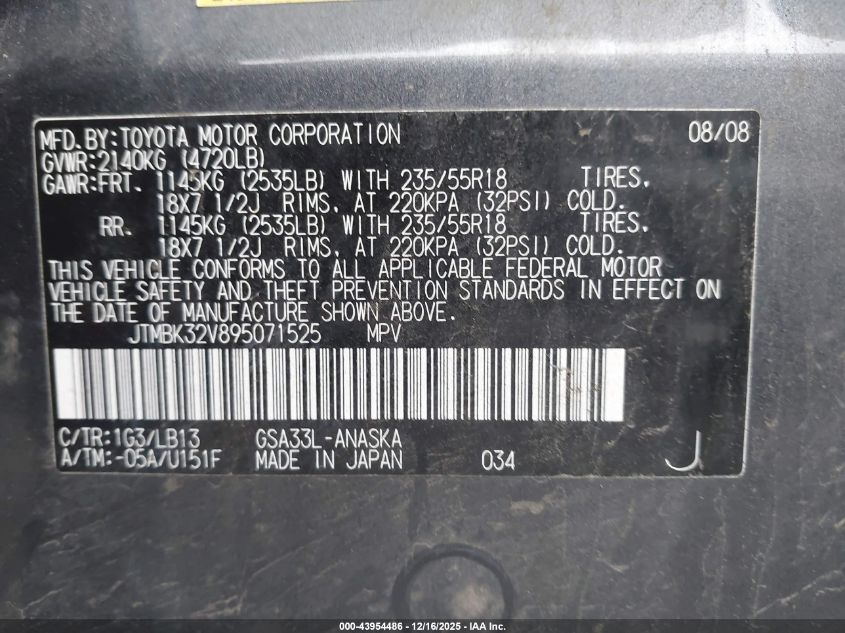 MFD.BY:TOYOTA MOTOR CORPORATION 08/08
GVWR:2140KG (4720LB)
GAWR:FRT. 1145KG (2535LB) WITH 235/55R18 TIRES,
18X7 1/2J RIMS, AT 220KPA (32PSI) COLD.
RR. 1145KG (2535LB) WITH 235/55R18 TIRES,
18X7 1/2J RIMS, AT 220KPA (32PSI) COLD.
THIS VEHICLE CONFORMS TO ALL APPLICABLE FEDERAL MOTOR
VEHICLE SAFETY AND THEFT PREVENTION STANDARDS IN EFFECT ON
THE DATE OF MANUFACTURE SHOWN ABOVE.
JTMBK32V895071525 MPV
C/TR:1G3/LB13 GSA33L-ANASKA
A/TM:-05A/U151F MADE IN JAPAN 034 J
000-43954486 - 12/16/2025 - IAA Inc.